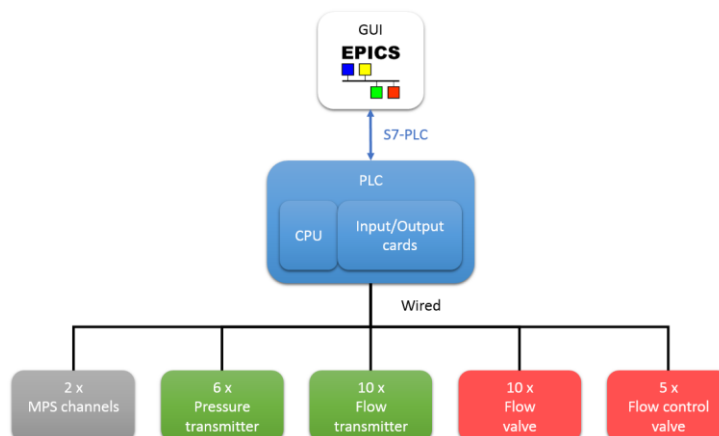 GUI
EPICS
S7-PLC
PLC
CPU
Input/Output
cards
Wired
2 x
MPS channels
6 x
Pressure
transmitter
10 x
Flow
transmitter
10 x
Flow
valve
5 x
Flow control
valve